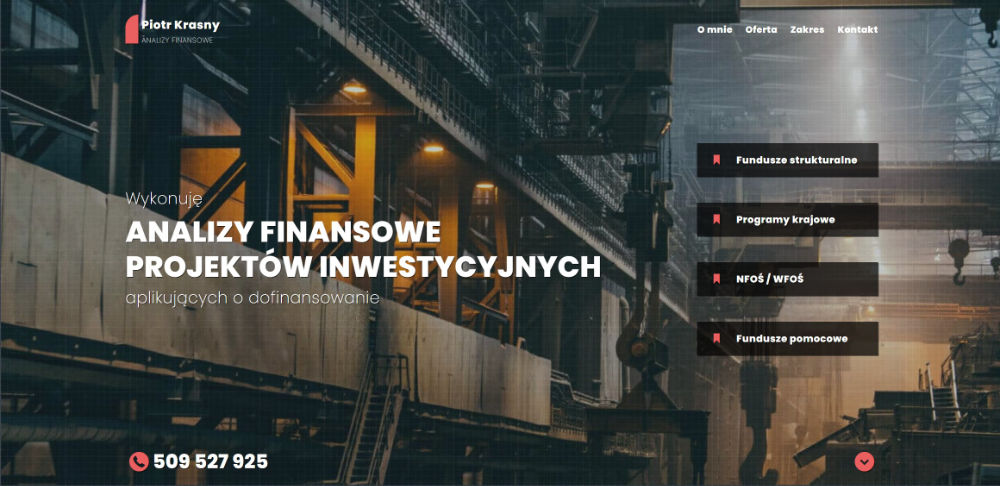 Piotr Krasny
ANALIZY FINANSOWE
O mnie Oferta Zakres Kontakt
Wykonuję
ANALIZY FINANSOWE
PROJEKTÓW INWESTYCYJNYCH
aplikujących o dofinansowanie
Fundusze strukturalne
Programy krajowe
NFOŚ / WFOŚ
Fundusze pomocowe
509 527 925